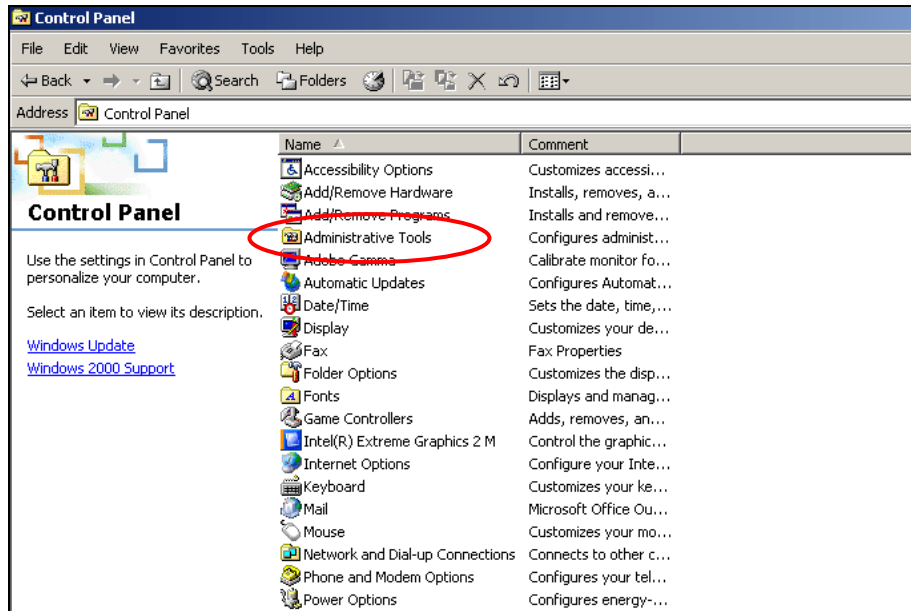 Control Panel
File Edit View Favorites Tools Help
Back Search Folders
Address Control Panel
Control Panel
Use the settings in Control Panel to
personalize your computer.
Select an item to view its description.
Windows Update
Windows 2000 Support
Name Comment
Accessibility Options Customizes accessi...
Add/Remove Hardware Installs, removes, a...
Add/Remove Programs Installs and remove...
Administrative Tools Configures administ...
Adobe Gamma Calibrate monitor fo...
Automatic Updates Configures Automat...
Date/Time Sets the date, time,...
Display Customizes your de...
Fax Fax Properties
Folder Options Customizes the disp...
Fonts Displays and manag...
Game Controllers Adds, removes, an...
Intel(R) Extreme Graphics 2 M Control the graphic...
Internet Options Configure your Inte...
Keyboard Customizes your ke...
Mail Microsoft Office Ou...
Mouse Customizes your mo...
Network and Dial-up Connections Connects to other c...
Phone and Modem Options Configures your tel...
Power Options Configures energy-...